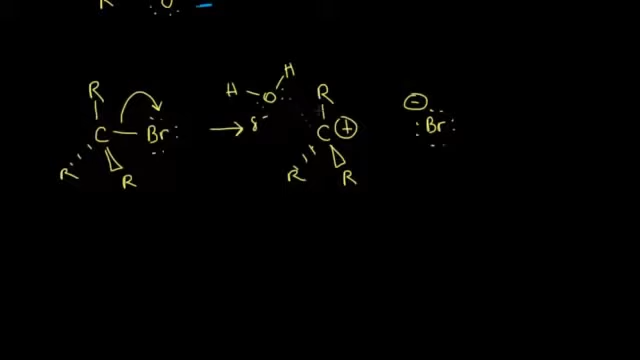 R O
H
H O
R R
C Br C + − Br
δ−
R R R R